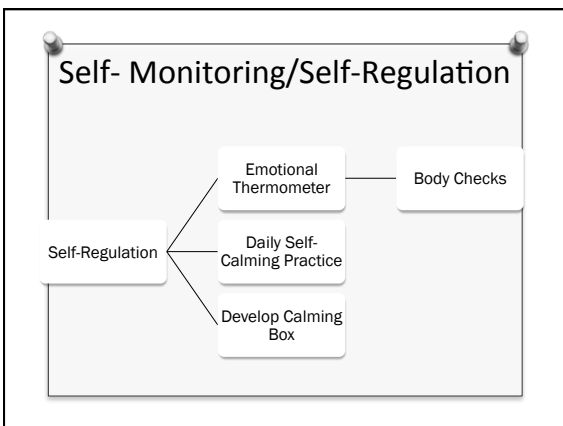 Self- Monitoring/Self-Regulation
Emotional
Thermometer
Body Checks
Self-Regulation
Daily Self-
Calming Practice
Develop Calming
Box